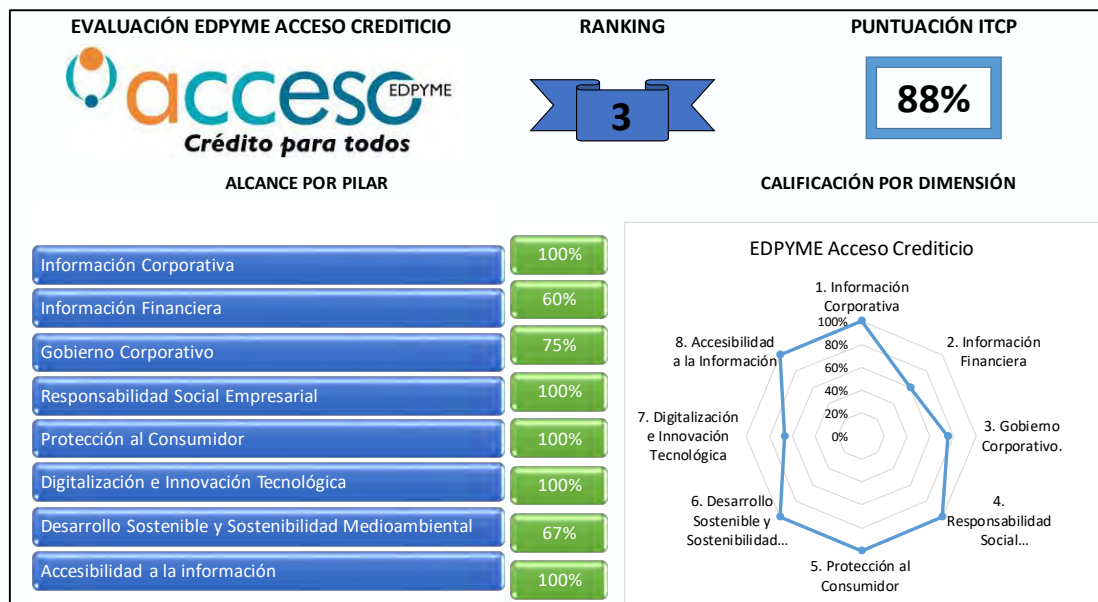 EVALUACIÓN EDPYME ACCESO CREDITICIO
RANKING
PUNTUACIÓN ITCP
acceso EDPYME
Crédito para todos
3
88%
ALCANCE POR PILAR
CALIFICACIÓN POR DIMENSIÓN
Información Corporativa 100%
Información Financiera 60%
Gobierno Corporativo 75%
Responsabilidad Social Empresarial 100%
Protección al Consumidor 100%
Digitalización e Innovación Tecnológica 100%
Desarrollo Sostenible y Sostenibilidad Medioambiental 67%
Accesibilidad a la información 100%
EDPYME Acceso Crediticio
1. Información
Corporativa
2. Información
Financiera
3. Gobierno
Corporativo.
4.
Responsabilidad
Social...
5. Protección al
Consumidor
6. Desarrollo
Sostenible y
Sostenibilidad...
7. Digitalización
e Innovación
Tecnológica
8. Accesibilidad
a la Información
100%
80%
60%
40%
20%
0%